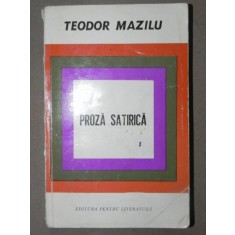 TEODOR MAZILU
PROZĂ SATIRICĂ
EDITURA PENTRU LITERATURĂ